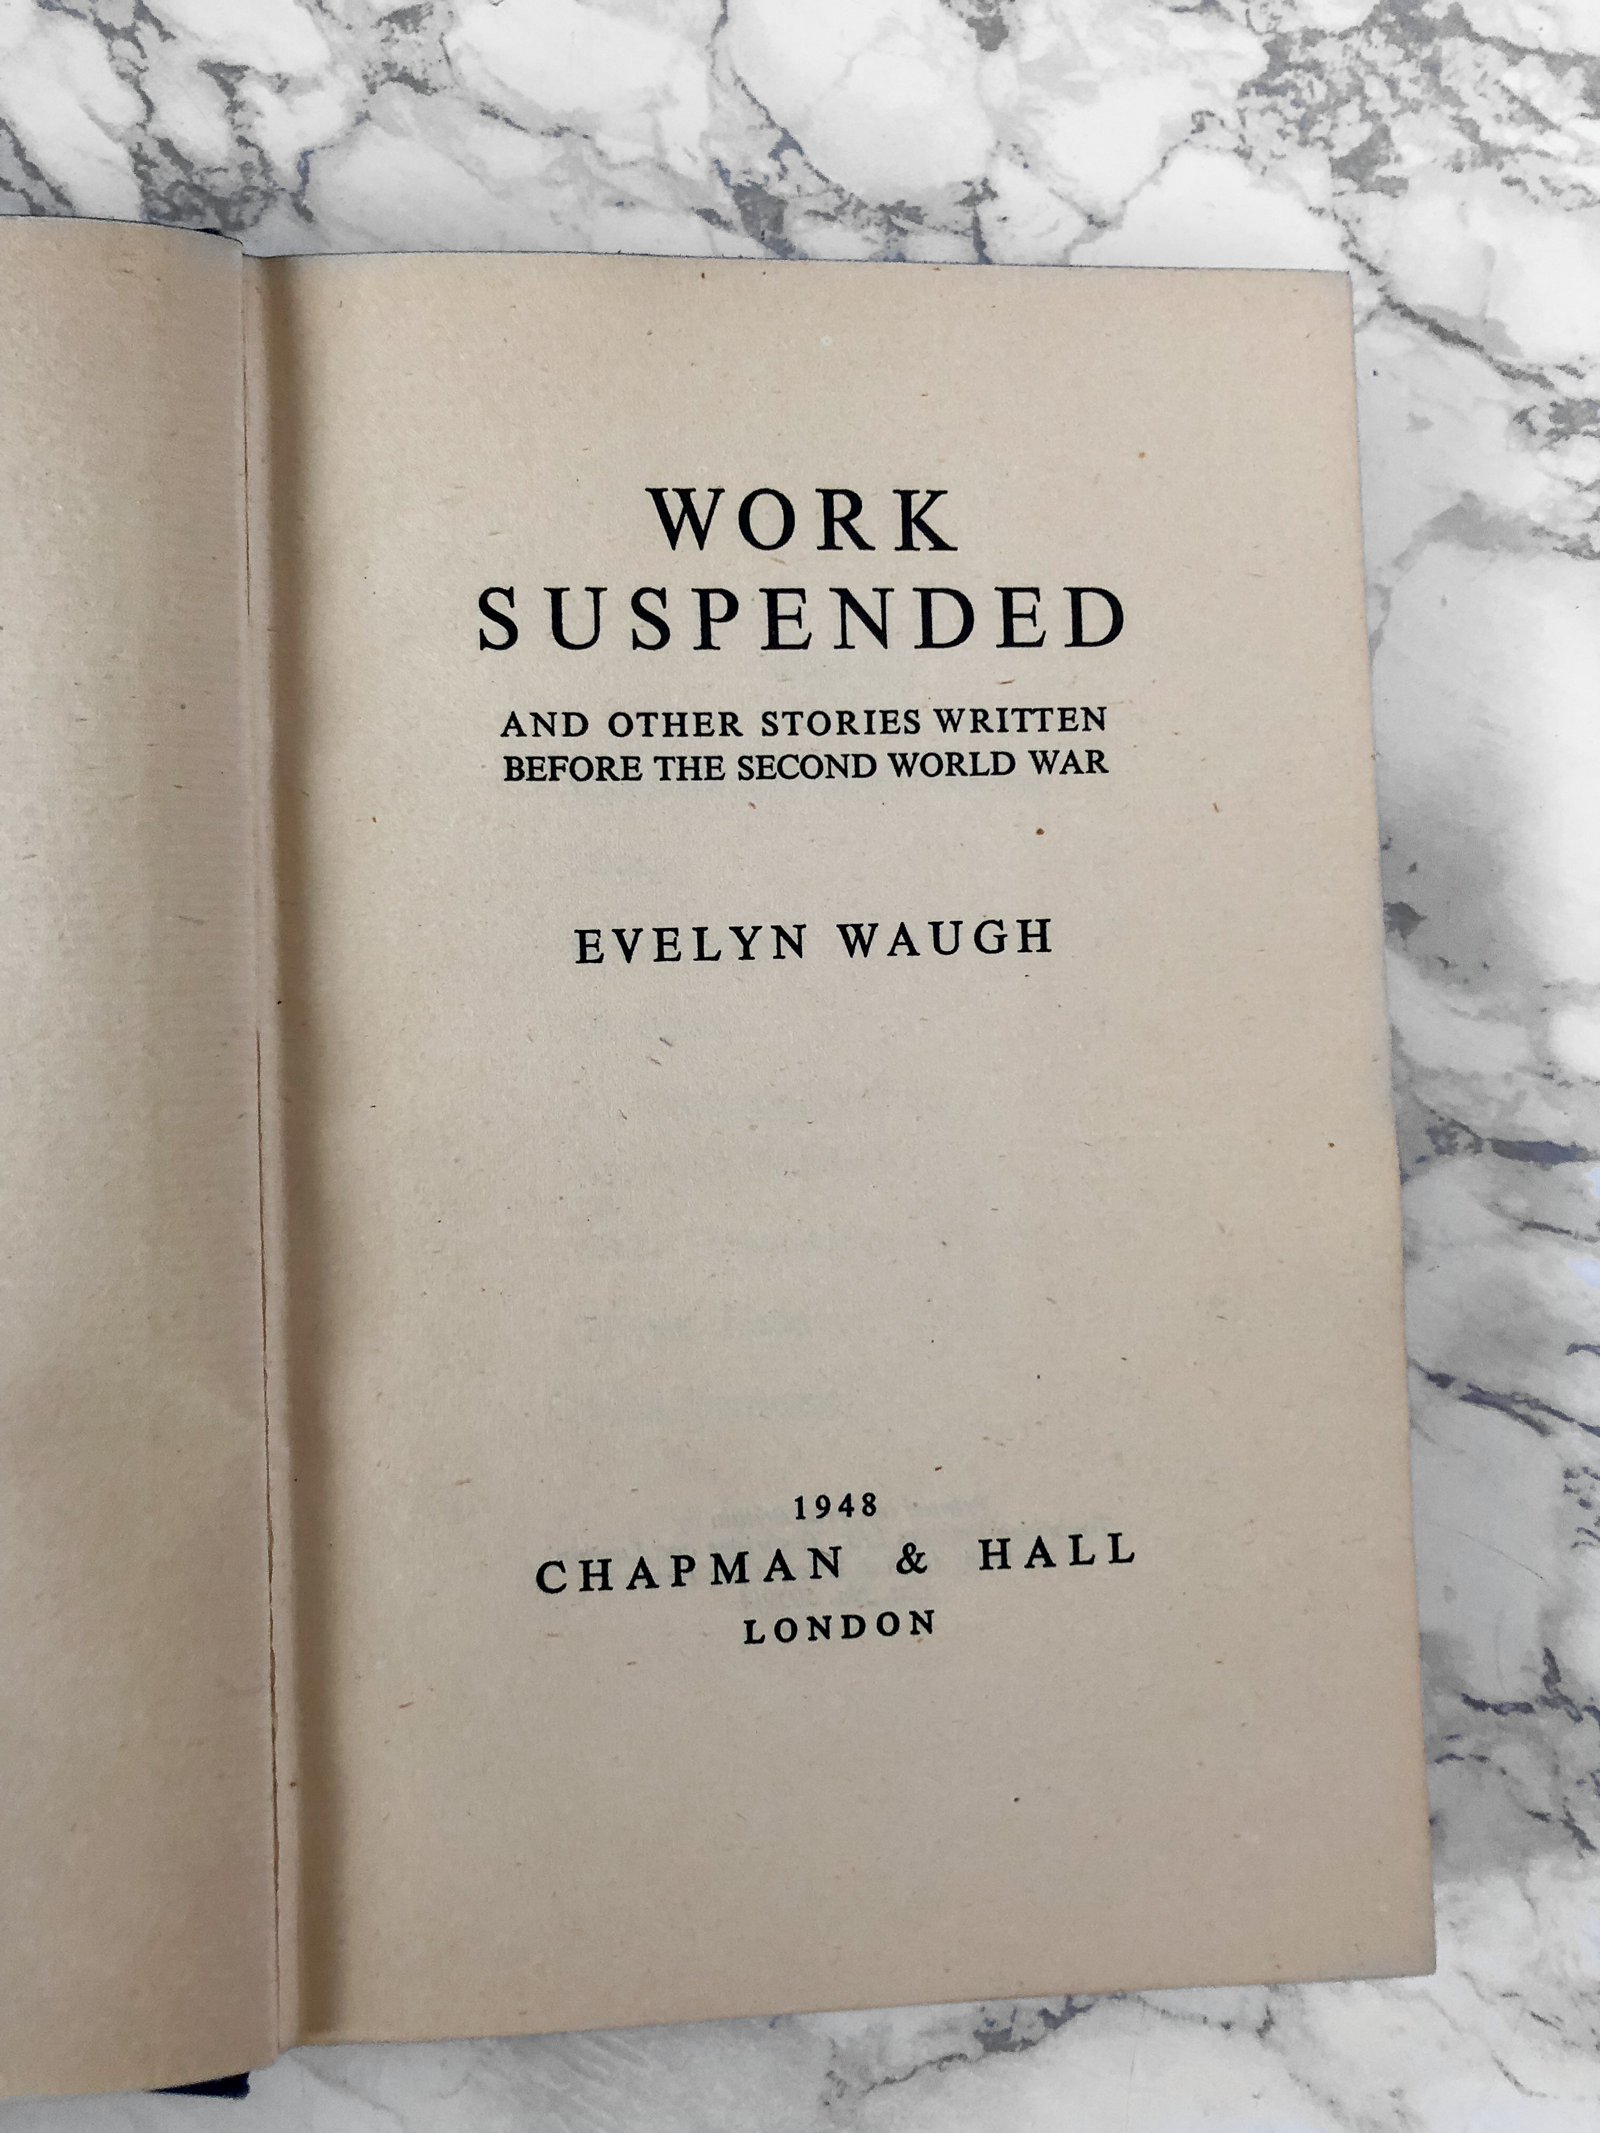 WORK
SUSPENDED
AND OTHER STORIES WRITTEN
BEFORE THE SECOND WORLD WAR
EVELYN WAUGH
1948
CHAPMAN & HALL
LONDON